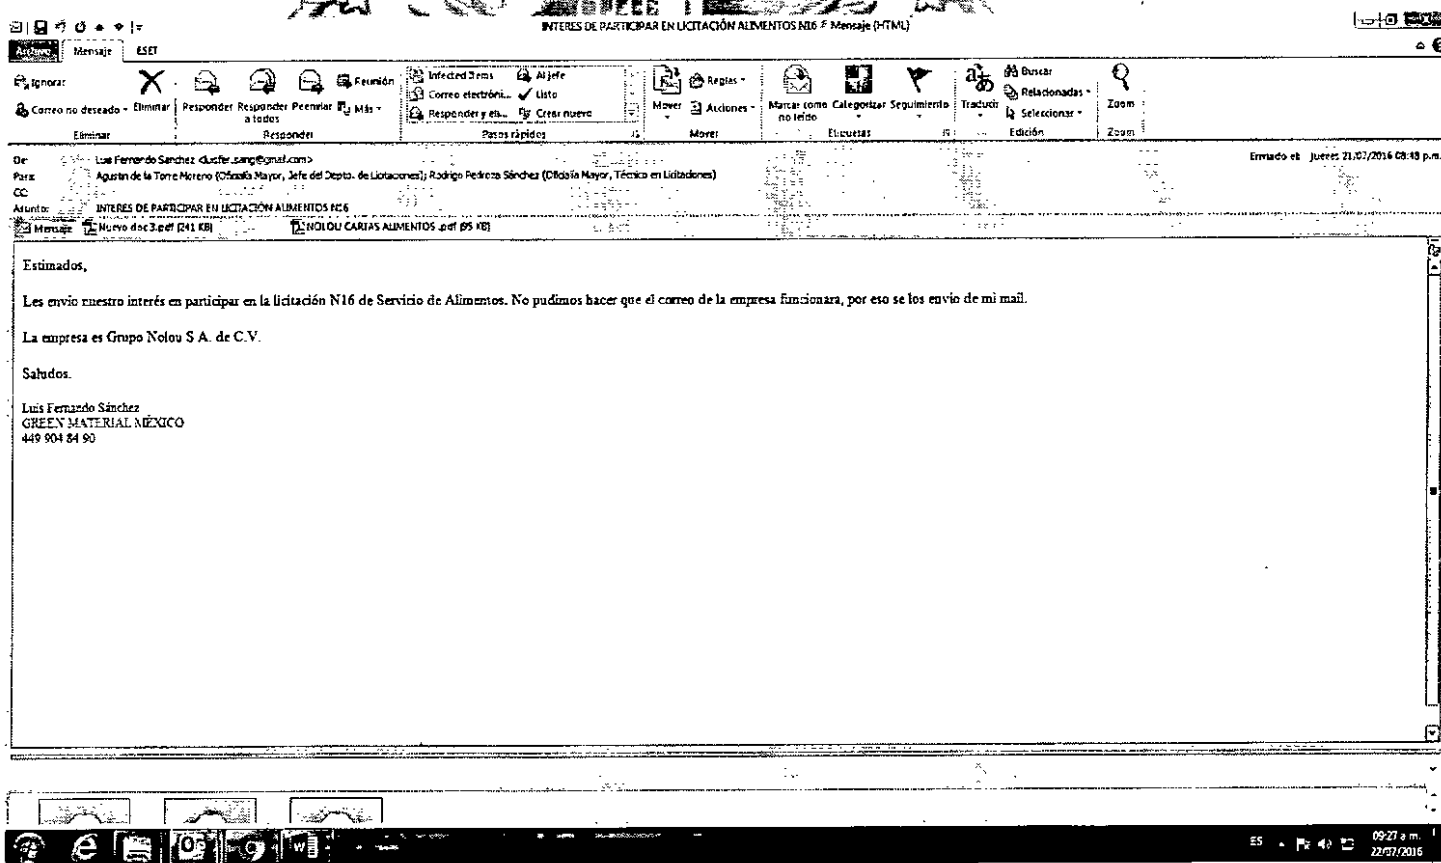 INTERES DE PARTICIPAR EN LICITACIÓN ALIMENTOS N16 - Mensaje (HTML)
Archivo Mensaje ESET
Ignorar
Correo no deseado Eliminar
Responder Responder a todos Reenviar
Reunión
Más
Infected Items
Correo electróni...
Responder y eli...
Al jefe
Listo
Crear nuevo
Mover
Reglas
Acciones
Marcar como no leído
Categorizar Seguimiento
Traducir
Buscar
Relacionadas
Seleccionar
Zoom
Eliminar Responder Pasos rápidos Mover Etiquetas Edición Zoom
De: Luis Fernando Sanchez <lucfer.sang@gmail.com>
Enviado el: jueves 21/07/2016 08:48 p.m.
Para: Agustin de la Torre Moreno (Oficialía Mayor, Jefe del Depto. de Licitaciones); Rodrigo Pedroza Sánchez (Oficialía Mayor, Técnico en Licitaciones)
CC:
Asunto: INTERES DE PARTICIPAR EN LICITACIÓN ALIMENTOS N16
Mensaje Nuevo doc 3.pdf (241 KB) NOLOU CARTAS ALIMENTOS .pdf (95 KB)
Estimados,
Les envio nuestro interés en participar en la licitación N16 de Servicio de Alimentos. No pudimos hacer que el correo de la empresa funcionara, por eso se los envio de mi mail.
La empresa es Grupo Nolou S A. de C.V.
Saludos.
Luis Fernando Sánchez
GREEN MATERIAL MÉXICO
449 904 84 90
ES
09:27 a.m.
22/07/2016